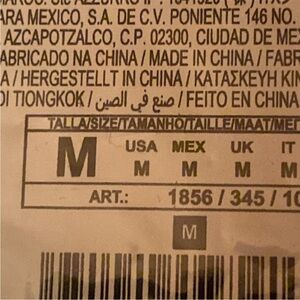 ARA MEXICO, S.A. DE C.V. PONIENTE 146 NO.
AZCAPOTZALCO, C.P. 02300, CIUDAD DE MEX
ABRICADO NA CHINA / MADE IN CHINA / FABR
A / HERGESTELLT IN CHINA / ΚΑΤΑΣΚΕΥΗ ΚΙΝ
DI TIONGKOK / صنع في الصين / FEITO EN CHINA
TALLA/SIZE/TAMANHO/TAILLE/MAAT/MED
M USA MEX UK IT
M M M M
ART.: 1856 / 345 / 10
M